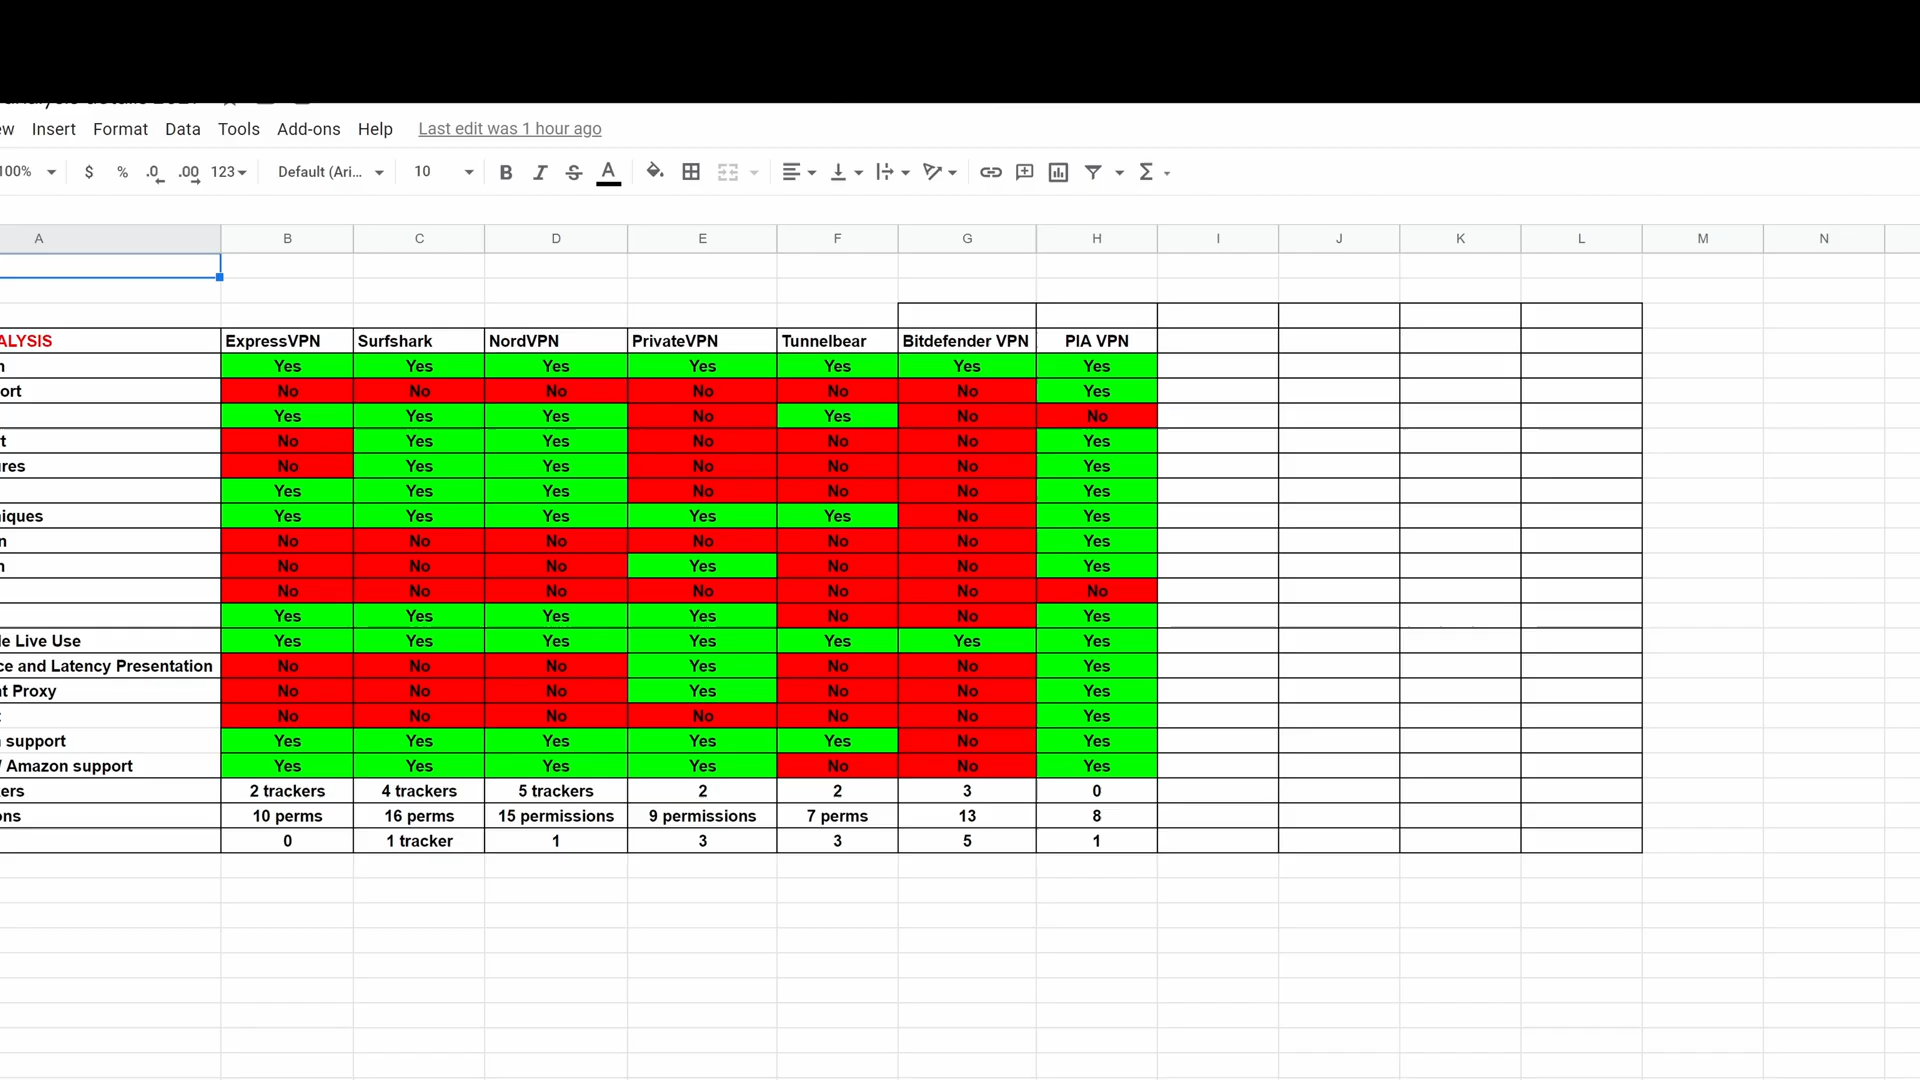 ew Insert Format Data Tools Add-ons Help Last edit was 1 hour ago
100% $ % .0 .00 123 Default (Ari... 10 B I S A
A B C D E F G H I J K L M N
ALYSIS ExpressVPN Surfshark NordVPN PrivateVPN Tunnelbear Bitdefender VPN PIA VPN
n Yes Yes Yes Yes Yes Yes Yes
ort No No No No No No Yes
Yes Yes Yes No Yes No No
t No Yes Yes No No No Yes
ures No Yes Yes No No No Yes
Yes Yes Yes No No No Yes
niques Yes Yes Yes Yes Yes No Yes
n No No No No No No Yes
n No No No Yes No No Yes
No No No No No No No
Yes Yes Yes Yes No No Yes
le Live Use Yes Yes Yes Yes Yes Yes Yes
ce and Latency Presentation No No No Yes No No Yes
nt Proxy No No No Yes No No Yes
No No No No No No Yes
n support Yes Yes Yes Yes Yes No Yes
/ Amazon support Yes Yes Yes Yes No No Yes
kers 2 trackers 4 trackers 5 trackers 2 2 3 0
ons 10 perms 16 perms 15 permissions 9 permissions 7 perms 13 8
0 1 tracker 1 3 3 5 1